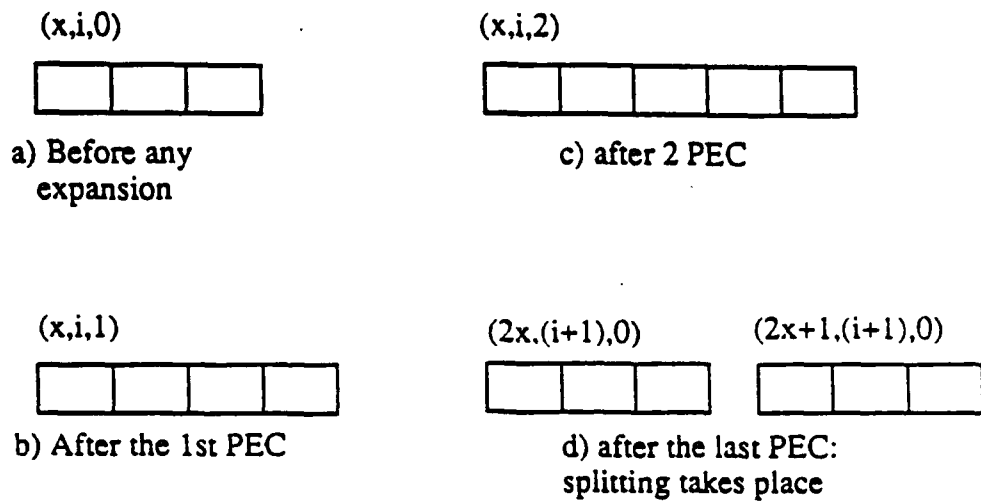 (x,i,0)
a) Before any
expansion
(x,i,2)
c) after 2 PEC
(x,i,1)
b) After the 1st PEC
(2x,(i+1),0) (2x+1,(i+1),0)
d) after the last PEC:
splitting takes place